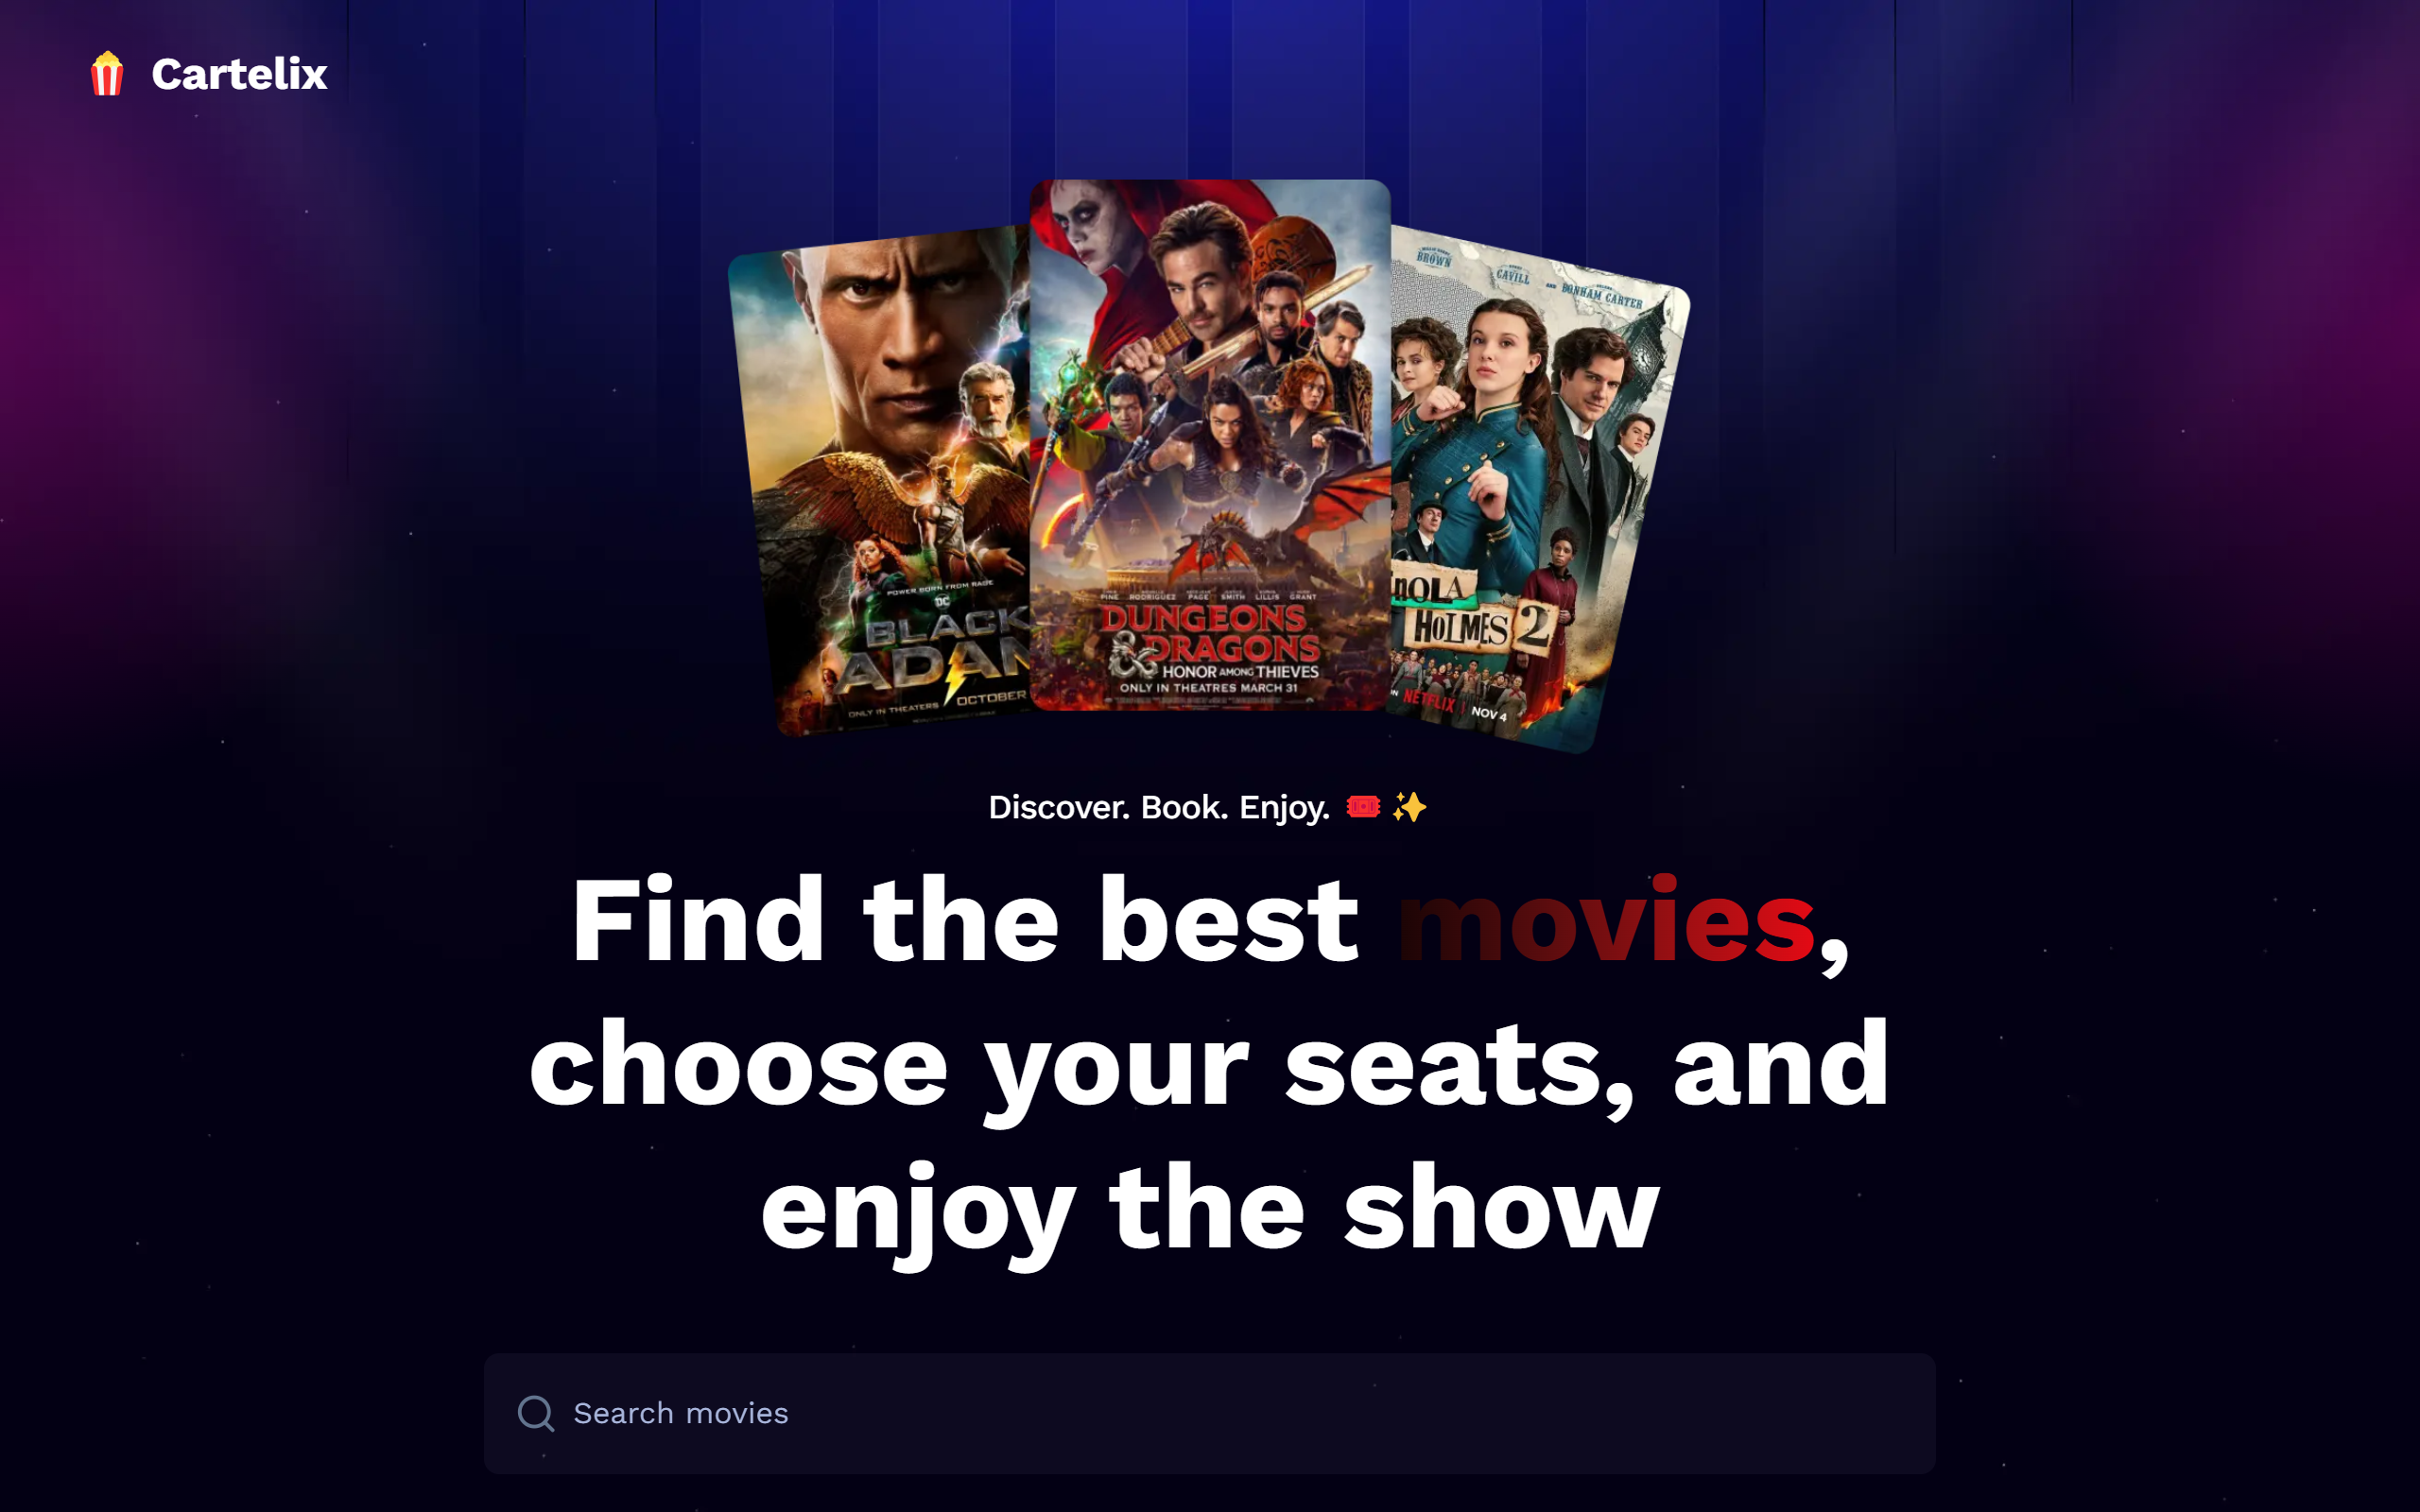 Cartelix
POWER BORN FROM RAGE
DC
BLACK
ADAM
ONLY IN THEATERS OCTOBER
PINE RODRIGUEZ PAGE SMITH LILLIS GRANT
DUNGEONS
& DRAGONS
HONOR AMONG THIEVES
ONLY IN THEATRES MARCH 31
BROWN
CAVILL AND BONHAM CARTER
NOLA
HOLMES 2
ON NETFLIX | NOV 4
Discover. Book. Enjoy.
Find the best movies,
choose your seats, and
enjoy the show
Search movies